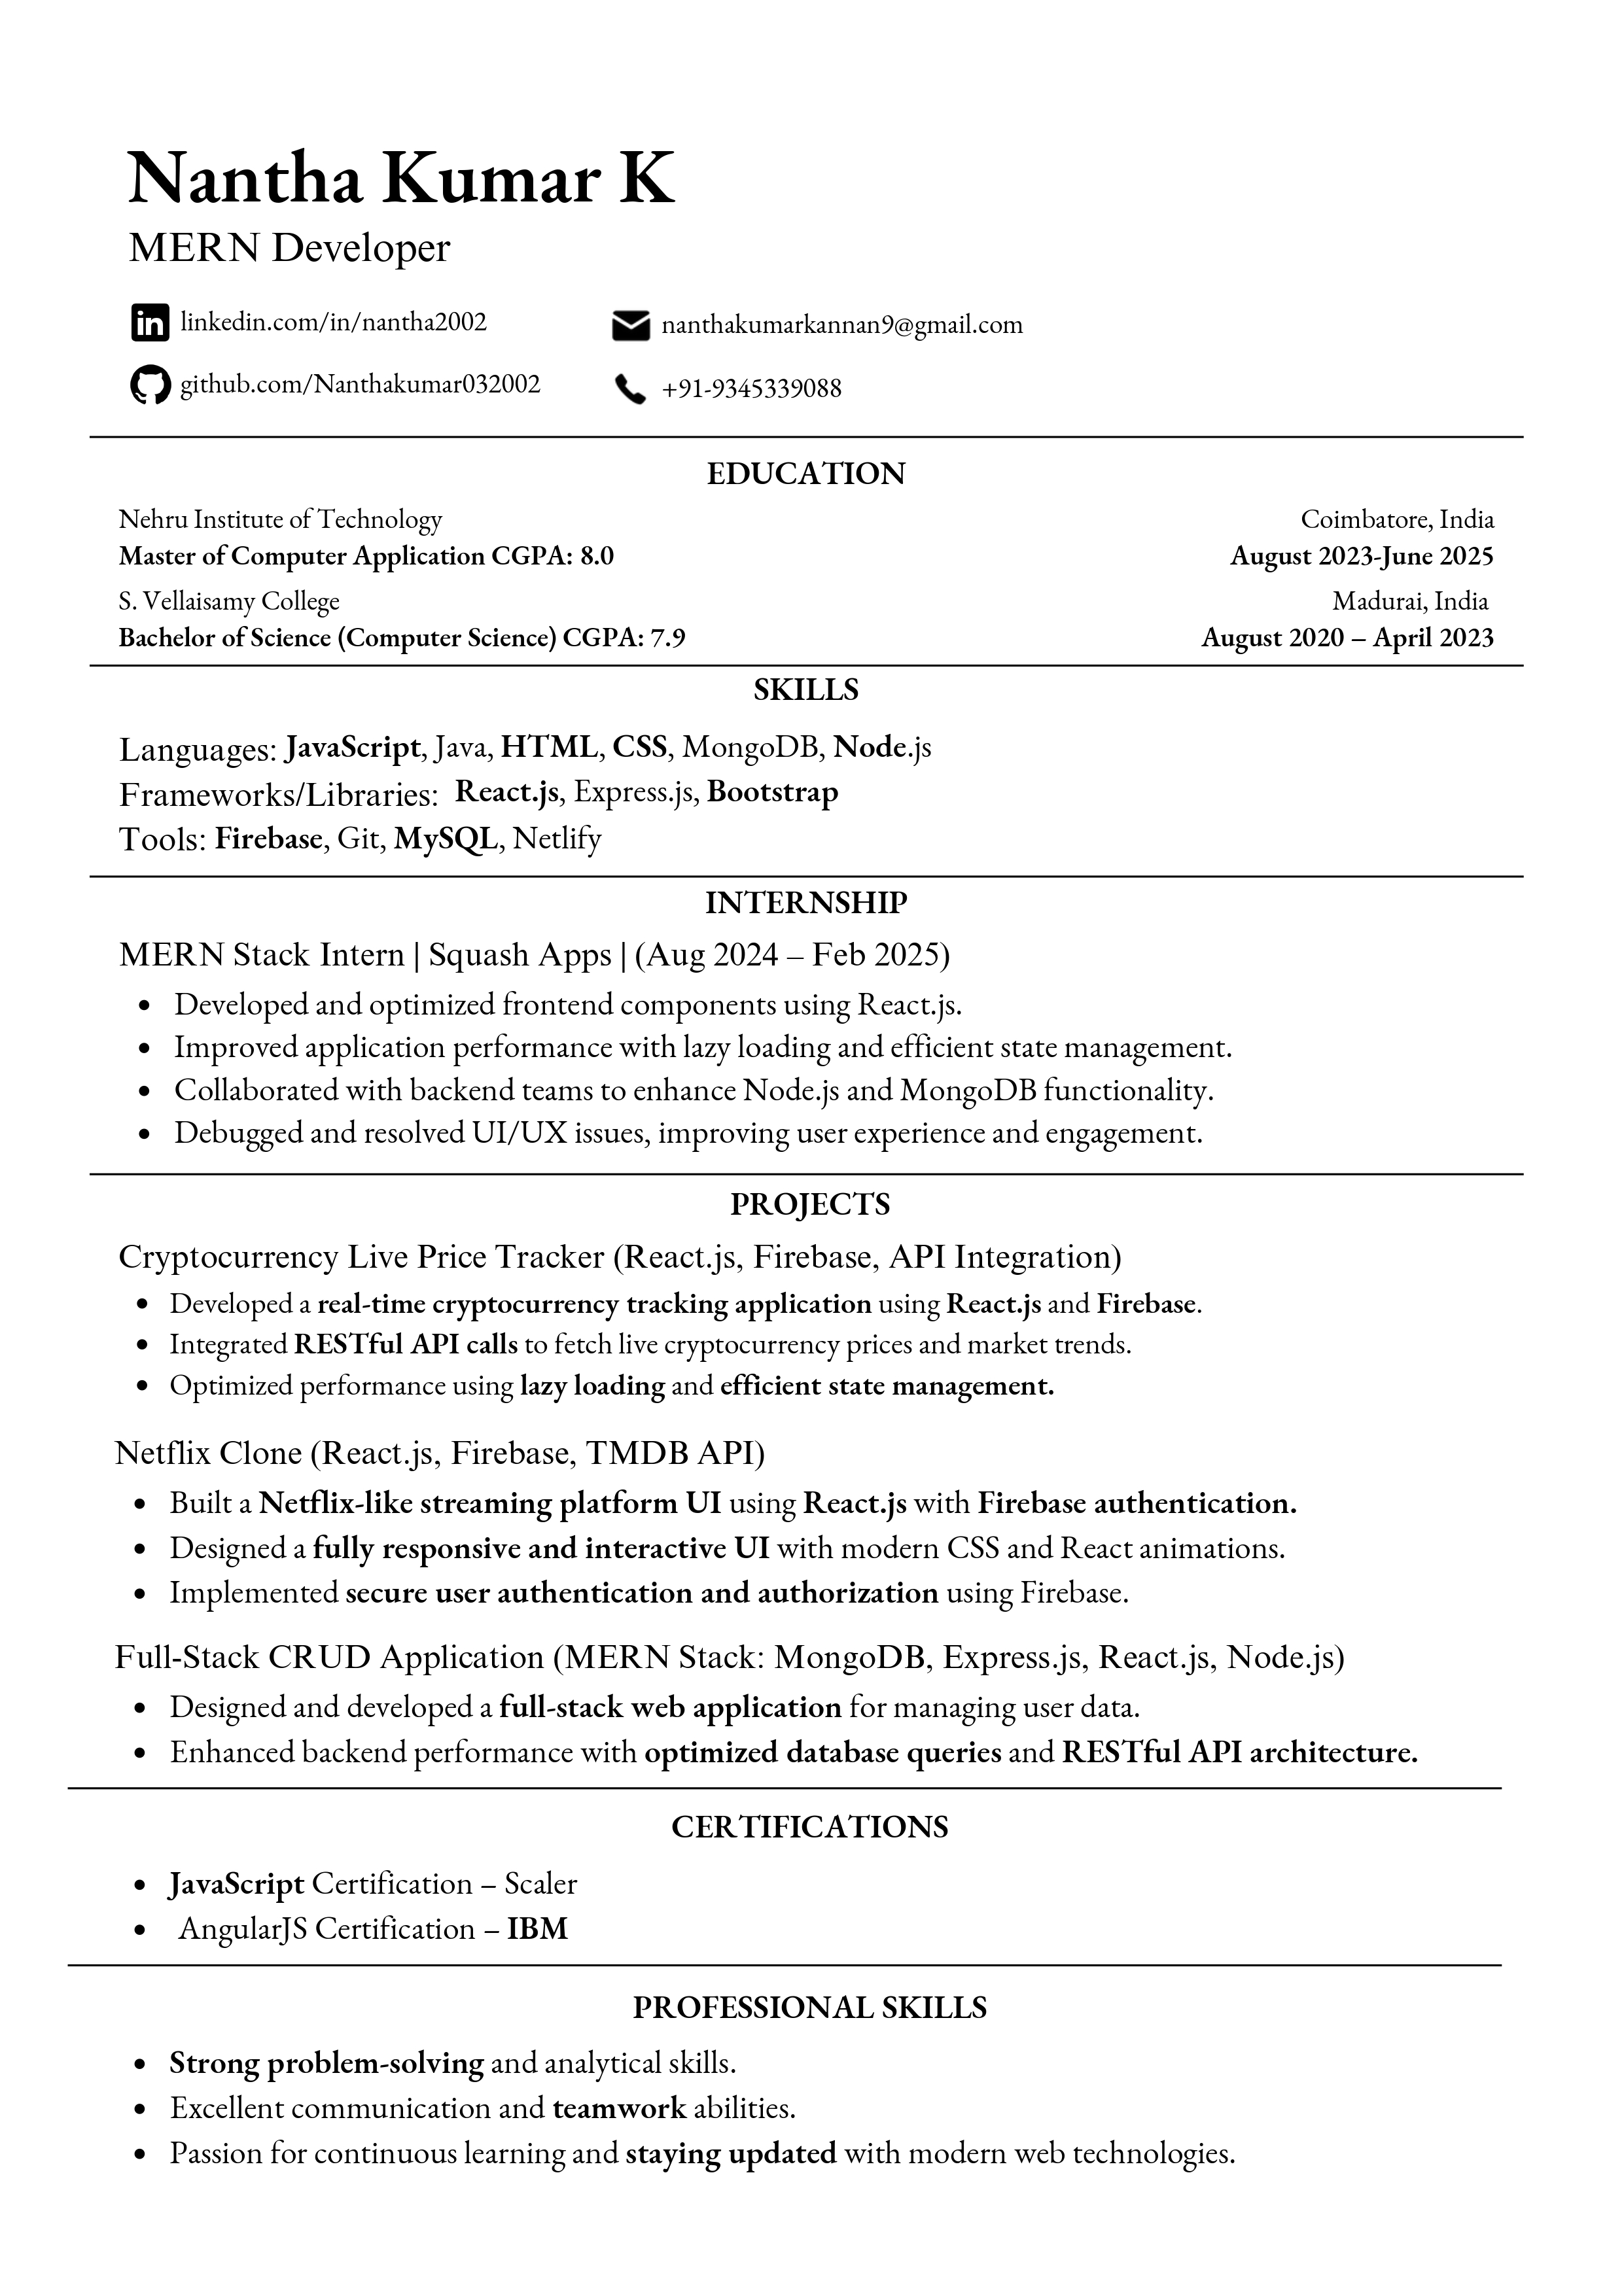 Nantha Kumar K
MERN Developer
linkedin.com/in/nantha2002
nanthakumarkannan9@gmail.com
github.com/Nanthakumar032002
+91-9345339088
EDUCATION
Nehru Institute of Technology Coimbatore, India
Master of Computer Application CGPA: 8.0 August 2023-June 2025
S. Vellaisamy College Madurai, India
Bachelor of Science (Computer Science) CGPA: 7.9 August 2020 – April 2023
SKILLS
Languages: JavaScript, Java, HTML, CSS, MongoDB, Node.js
Frameworks/Libraries: React.js, Express.js, Bootstrap
Tools: Firebase, Git, MySQL, Netlify
INTERNSHIP
MERN Stack Intern | Squash Apps | (Aug 2024 – Feb 2025)
• Developed and optimized frontend components using React.js.
• Improved application performance with lazy loading and efficient state management.
• Collaborated with backend teams to enhance Node.js and MongoDB functionality.
• Debugged and resolved UI/UX issues, improving user experience and engagement.
PROJECTS
Cryptocurrency Live Price Tracker (React.js, Firebase, API Integration)
• Developed a real-time cryptocurrency tracking application using React.js and Firebase.
• Integrated RESTful API calls to fetch live cryptocurrency prices and market trends.
• Optimized performance using lazy loading and efficient state management.
Netflix Clone (React.js, Firebase, TMDB API)
• Built a Netflix-like streaming platform UI using React.js with Firebase authentication.
• Designed a fully responsive and interactive UI with modern CSS and React animations.
• Implemented secure user authentication and authorization using Firebase.
Full-Stack CRUD Application (MERN Stack: MongoDB, Express.js, React.js, Node.js)
• Designed and developed a full-stack web application for managing user data.
• Enhanced backend performance with optimized database queries and RESTful API architecture.
CERTIFICATIONS
• JavaScript Certification – Scaler
• AngularJS Certification – IBM
PROFESSIONAL SKILLS
• Strong problem-solving and analytical skills.
• Excellent communication and teamwork abilities.
• Passion for continuous learning and staying updated with modern web technologies.